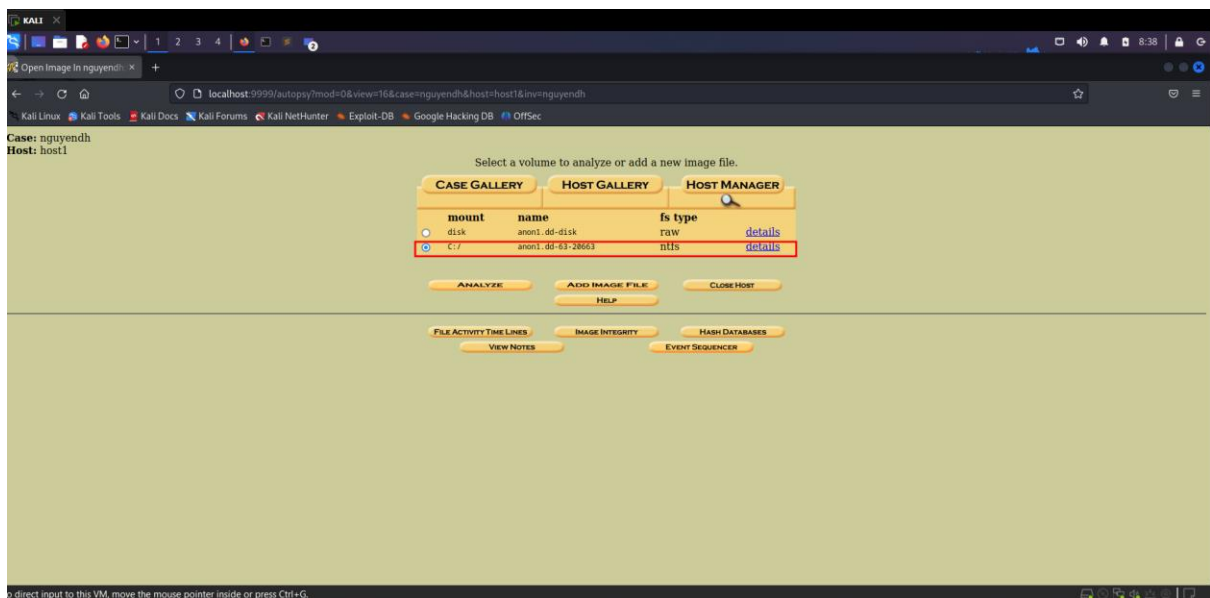 KALI
1 2 3 4 8:38
Open Image In nguyendh
localhost:9999/autopsy?mod=0&view=16&case=nguyendh&host=host1&inv=nguyendh
Kali Linux Kali Tools Kali Docs Kali Forums Kali NetHunter Exploit-DB Google Hacking DB OffSec
Case: nguyendh
Host: host1
Select a volume to analyze or add a new image file.
CASE GALLERY HOST GALLERY HOST MANAGER
mount name fs type
disk anon1.dd-disk raw details
C:/ anon1.dd-63-20663 ntfs details
ANALYZE ADD IMAGE FILE CLOSE HOST
HELP
FILE ACTIVITY TIME LINES IMAGE INTEGRITY HASH DATABASES
VIEW NOTES EVENT SEQUENCER
o direct input to this VM, move the mouse pointer inside or press Ctrl+G.